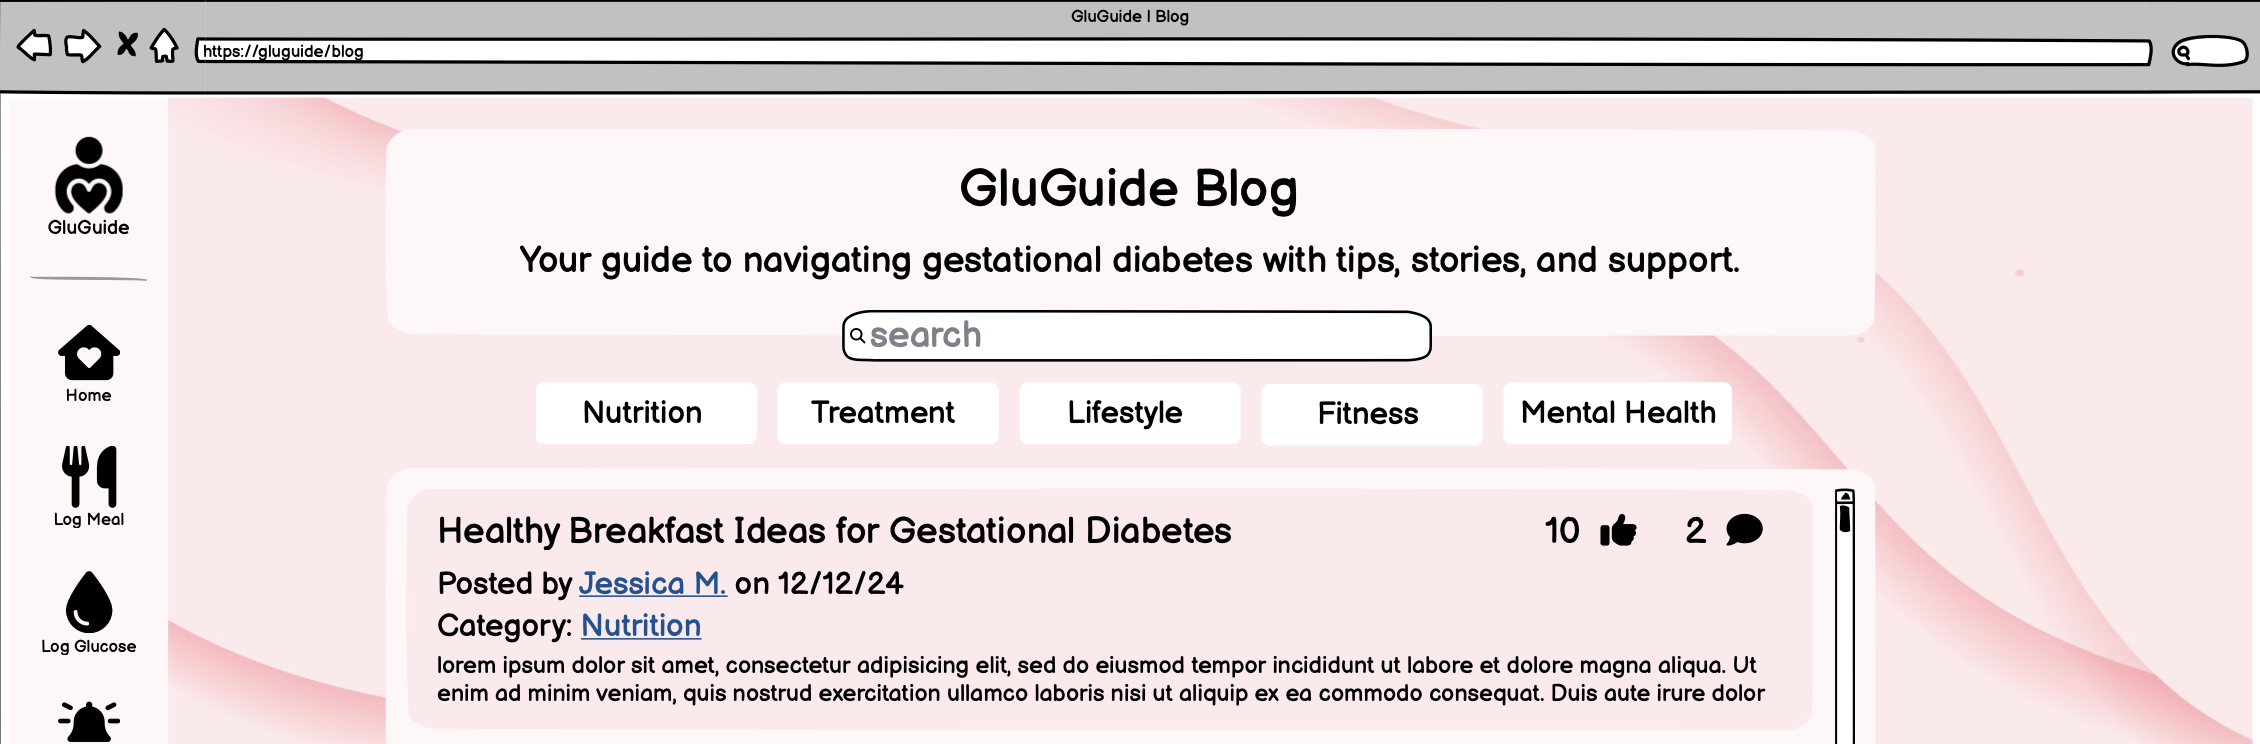 GluGuide | Blog
https://gluguide/blog
GluGuide
Home
Log Meal
Log Glucose
GluGuide Blog
Your guide to navigating gestational diabetes with tips, stories, and support.
search
Nutrition
Treatment
Lifestyle
Fitness
Mental Health
Healthy Breakfast Ideas for Gestational Diabetes
10
2
Posted by Jessica M. on 12/12/24
Category: Nutrition
lorem ipsum dolor sit amet, consectetur adipisicing elit, sed do eiusmod tempor incididunt ut labore et dolore magna aliqua. Ut
enim ad minim veniam, quis nostrud exercitation ullamco laboris nisi ut aliquip ex ea commodo consequat. Duis aute irure dolor